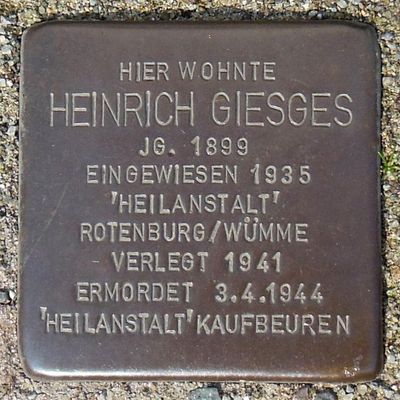 HIER WOHNTE
HEINRICH GIESGES
JG. 1899
EINGEWIESEN 1935
'HEILANSTALT'
ROTENBURG/WÜMME
VERLEGT 1941
ERMORDET 3.4.1944
'HEILANSTALT' KAUFBEUREN